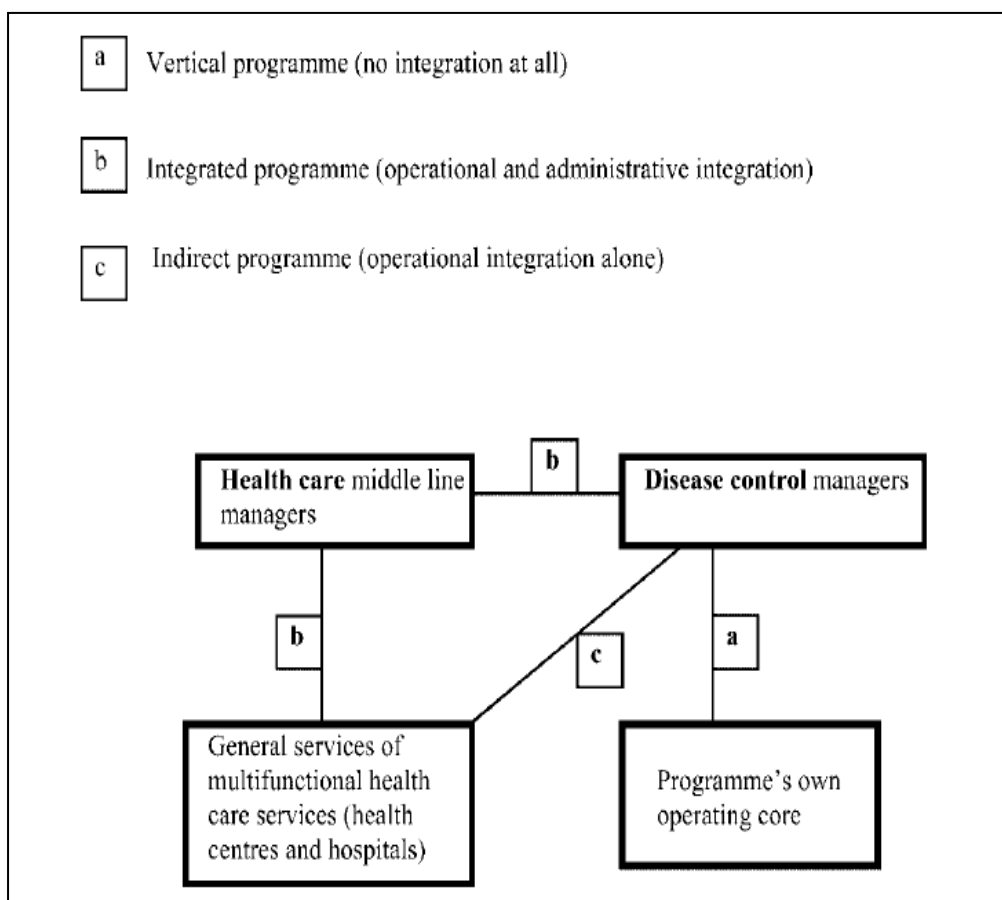 a
Vertical programme (no integration at all)
b
Integrated programme (operational and administrative integration)
c
Indirect programme (operational integration alone)
b
Health care middle line
managers
Disease control managers
b
c
a
General services of
multifunctional health
care services (health
centres and hospitals)
Programme's own
operating core